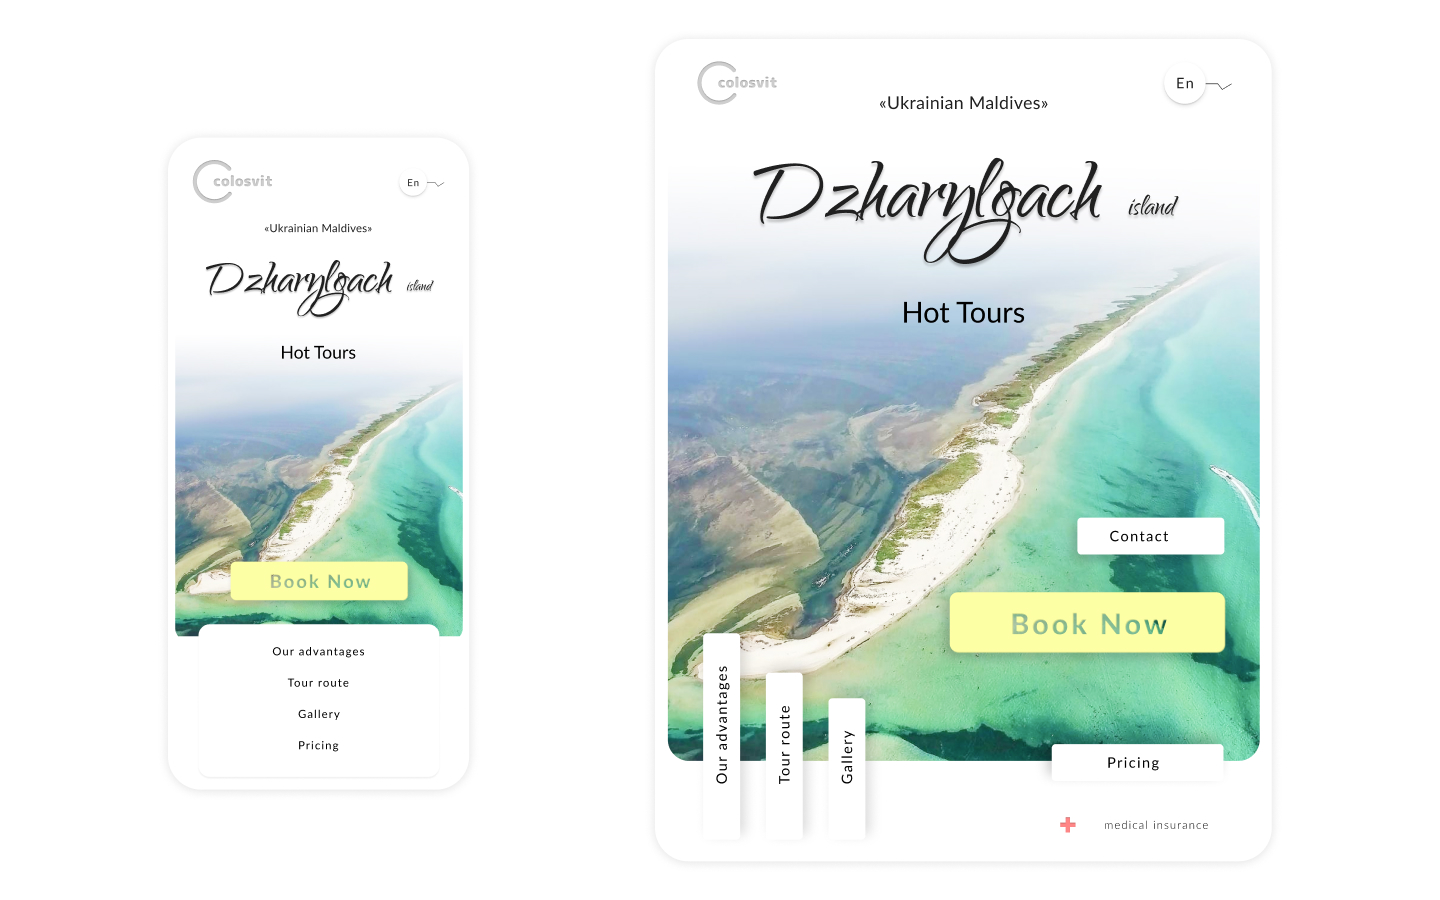 colosvit
En
«Ukrainian Maldives»
Dzharylgach island
Hot Tours
Book Now
Our advantages
Tour route
Gallery
Pricing
colosvit
En
«Ukrainian Maldives»
Dzharylgach island
Hot Tours
Contact
Book Now
Our advantages
Tour route
Gallery
Pricing
medical insurance